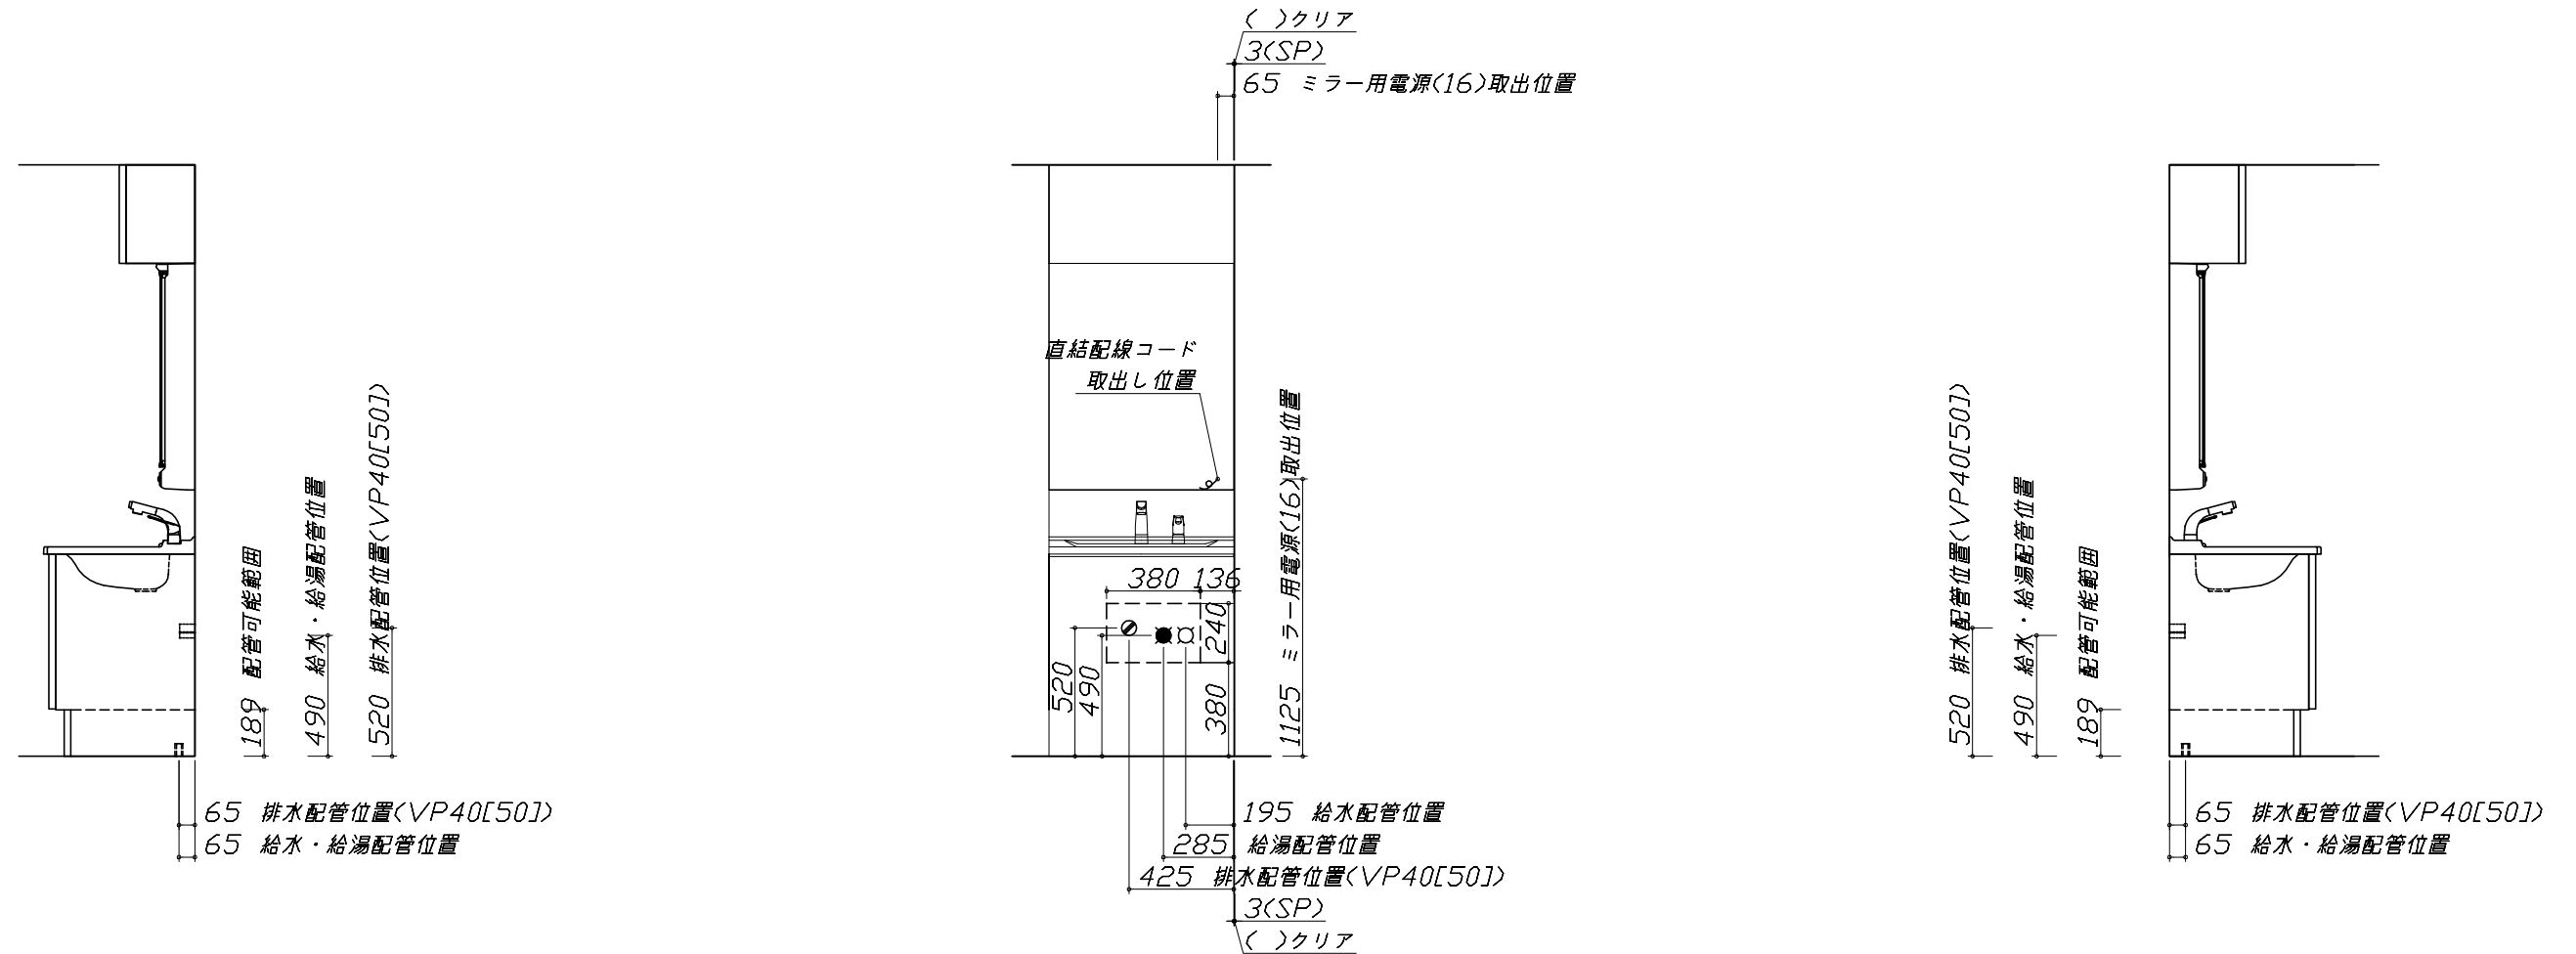 ( )クリア
3(SP)
65 ミラー用電源(16)取出位置
直結配線コード
取出し位置
1125 ミラー用電源(16)取出位置
380 136
240
380
520
490
189 配管可能範囲
490 給水・給湯配管位置
520 排水配管位置(VP40[50])
65 排水配管位置(VP40[50])
65 給水・給湯配管位置
195 給水配管位置
285 給湯配管位置
425 排水配管位置(VP40[50])
3(SP)
( )クリア
520 排水配管位置(VP40[50])
490 給水・給湯配管位置
189 配管可能範囲
65 排水配管位置(VP40[50])
65 給水・給湯配管位置